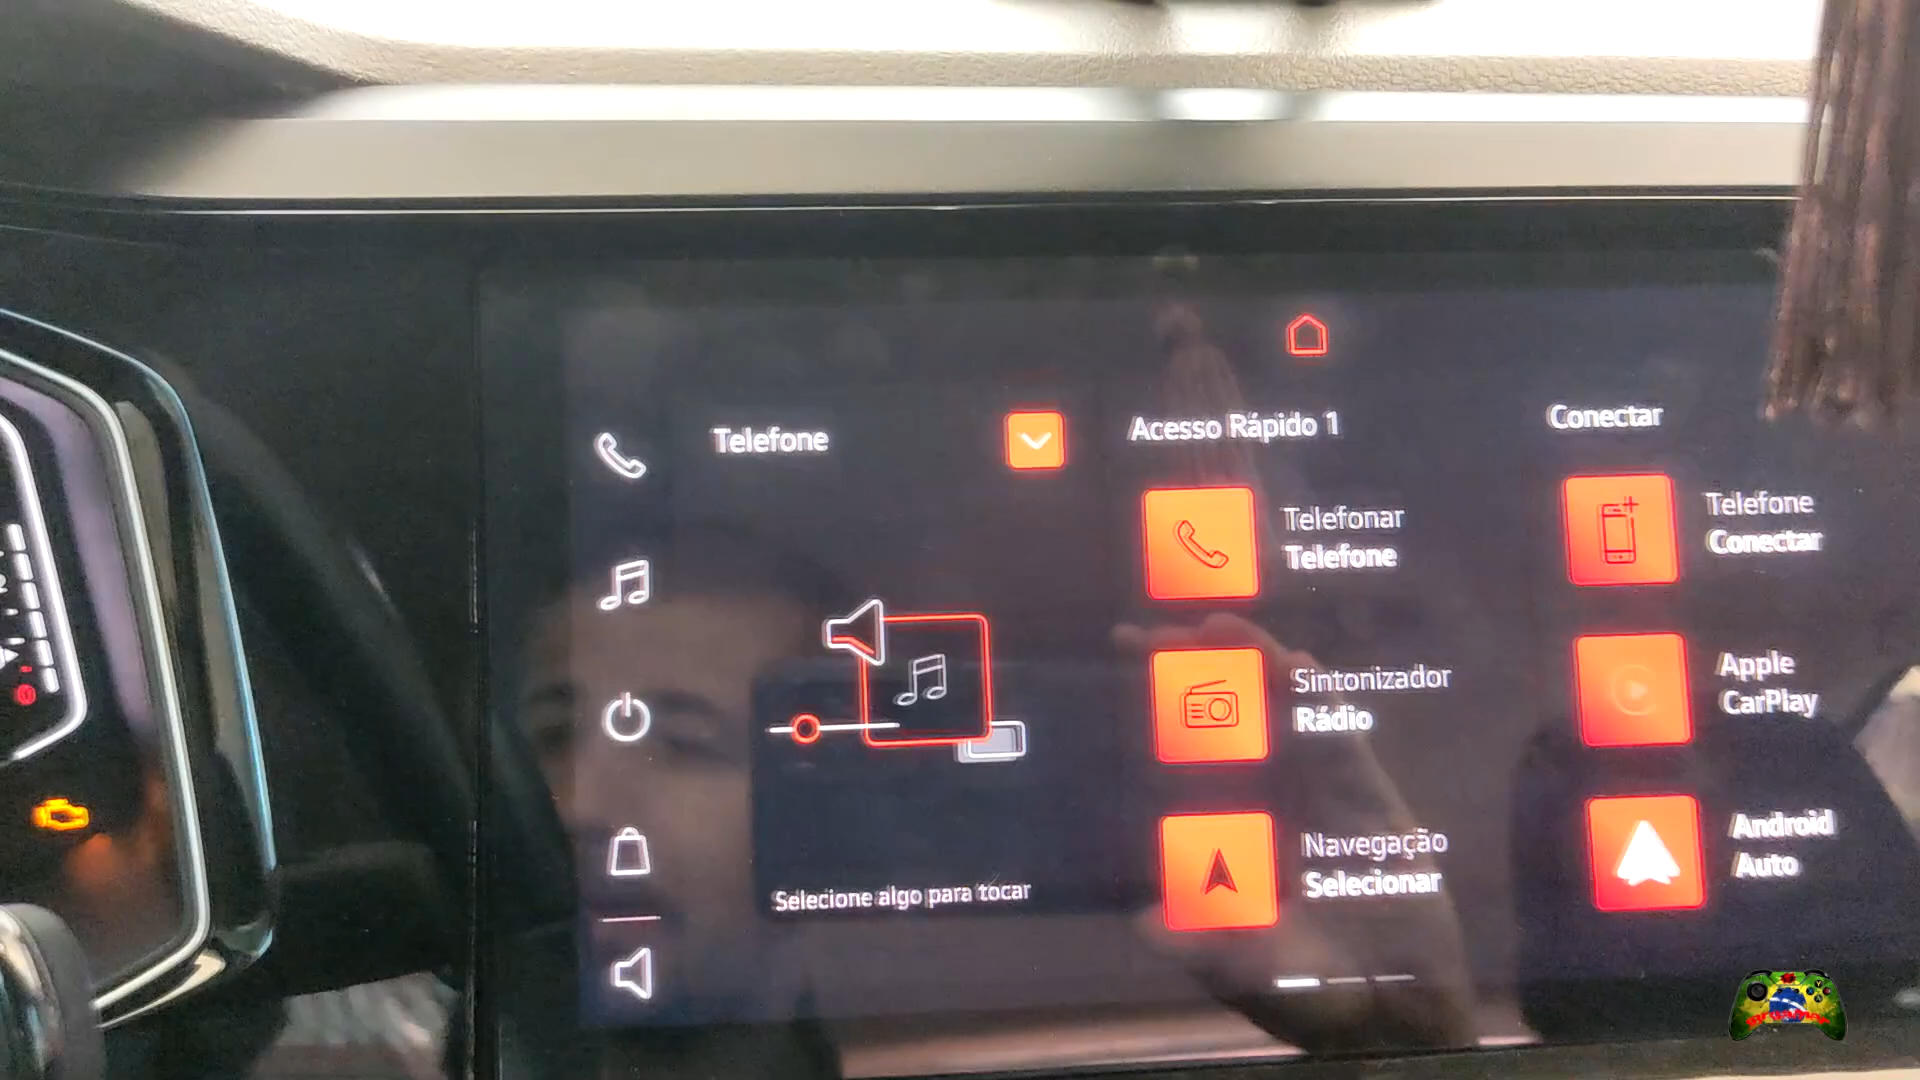 Telefone
Acesso Rápido 1
Conectar
Telefonar
Telefone
Telefone
Conectar
Sintonizador
Rádio
Apple
CarPlay
Navegação
Selecionar
Android
Auto
Selecione algo para tocar